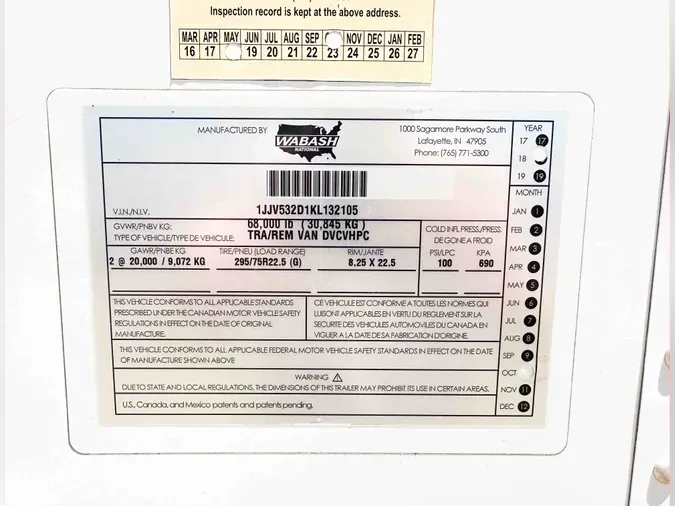 Inspection record is kept at the above address.
MAR APR MAY JUN JUL AUG SEP NOV DEC JAN FEB
16 17 19 20 21 22 23 24 25 26 27
MANUFACTURED BY
WABASH
NATIONAL
1000 Sagamore Parkway South
Lafayette, IN 47905
Phone: (765) 771-5300
V.I.N./N.I.V.
1JJV532D1KL132105
GVWR/PNBV KG:
68,000 lb ( 30,845 KG )
TYPE OF VEHICLE/TYPE DE VEHICULE:
TRA/REM VAN DVCVHPC
COLD INFL PRESS./PRESS.
DE GONE A FROID
GAWR/PNBE KG
TIRE/PNEU (LOAD RANGE)
RIM/JANTE
PSI/LPC
KPA
2 @ 20,000 / 9,072 KG
295/75R22.5 (G)
8.25 X 22.5
100
690
THIS VEHICLE CONFORMS TO ALL APPLICABLE STANDARDS
PRESCRIBED UNDER THE CANADIAN MOTOR VEHICLE SAFETY
REGULATIONS IN EFFECT ON THE DATE OF ORIGINAL
MANUFACTURE.
CE VEHICULE EST CONFORME A TOUTES LES NORMES QUI
LUISONT APPLICABLES EN VERTU DU REGLEMENT SUR LA
SECURITE DES VEHICULES AUTOMOVILES DU CANADA EN
VIGUER A LA DATE DE SA FABRICATION D'ORIGINE.
THIS VEHICLE CONFORMS TO ALL APPLICABLE FEDERAL MOTOR VEHICLE SAFETY STANDARDS IN EFFECT ON THE DATE
OF MANUFACTURE SHOWN ABOVE
WARNING
DUE TO STATE AND LOCAL REGULATIONS. THE DIMENSIONS OF THIS TRAILER MAY PROHIBIT ITS USE IN CERTAIN AREAS.
U.S., Canada, and Mexico patents and patents pending.
YEAR
17 17
18
19 19
MONTH
JAN 1
FEB 2
MAR 3
APR 4
MAY 5
JUN 6
JUL 7
AUG 8
SEP 9
OCT
NOV 11
DEC 12